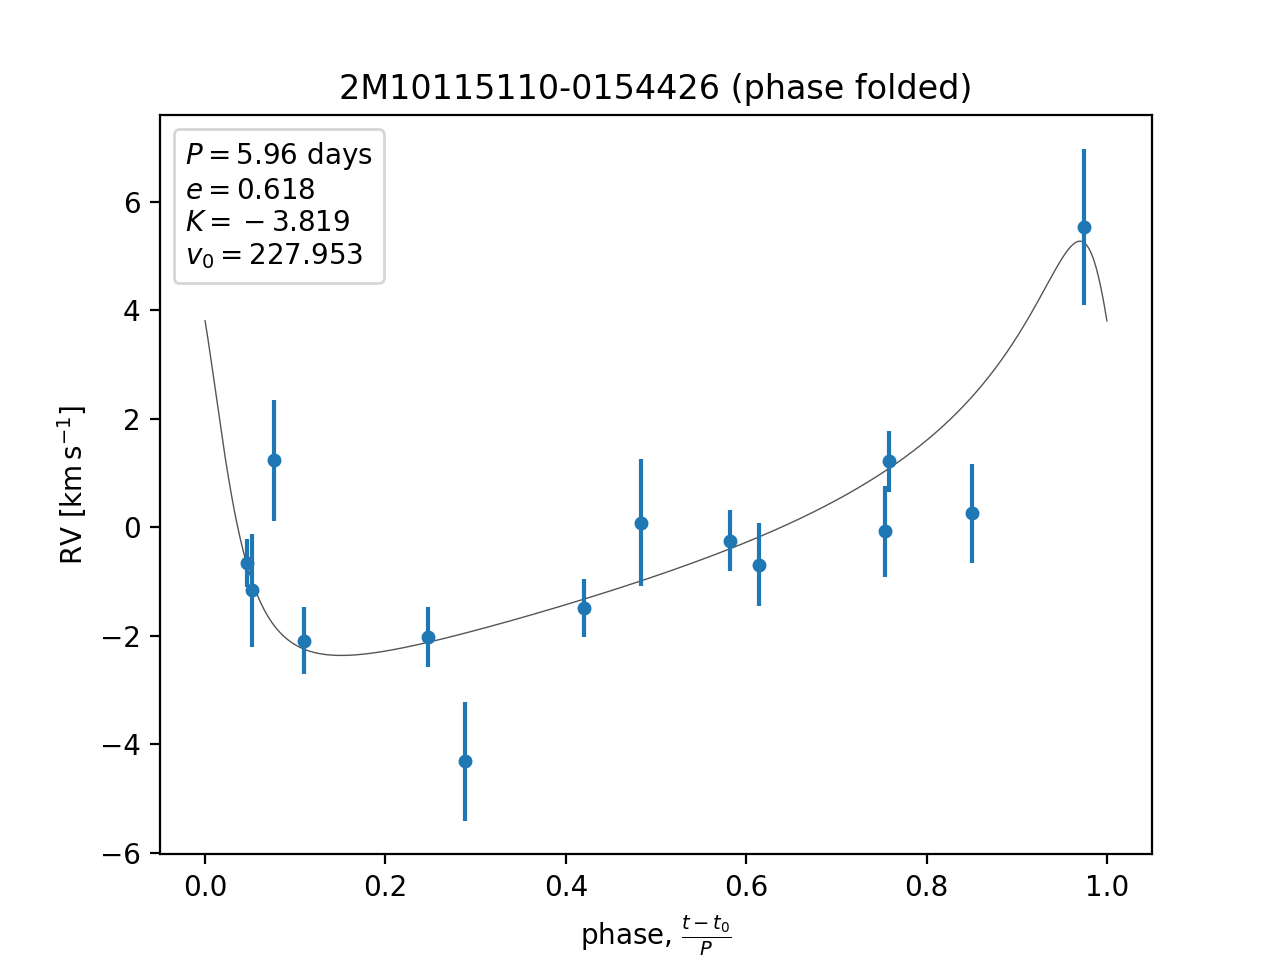 2M10115110-0154426 (phase folded)
P = 5.96 days
e = 0.618
K = −3.819
v₀ = 227.953
RV [km s⁻¹]
6
4
2
0
−2
−4
−6
0.0 0.2 0.4 0.6 0.8 1.0
phase, (t − t₀)/P